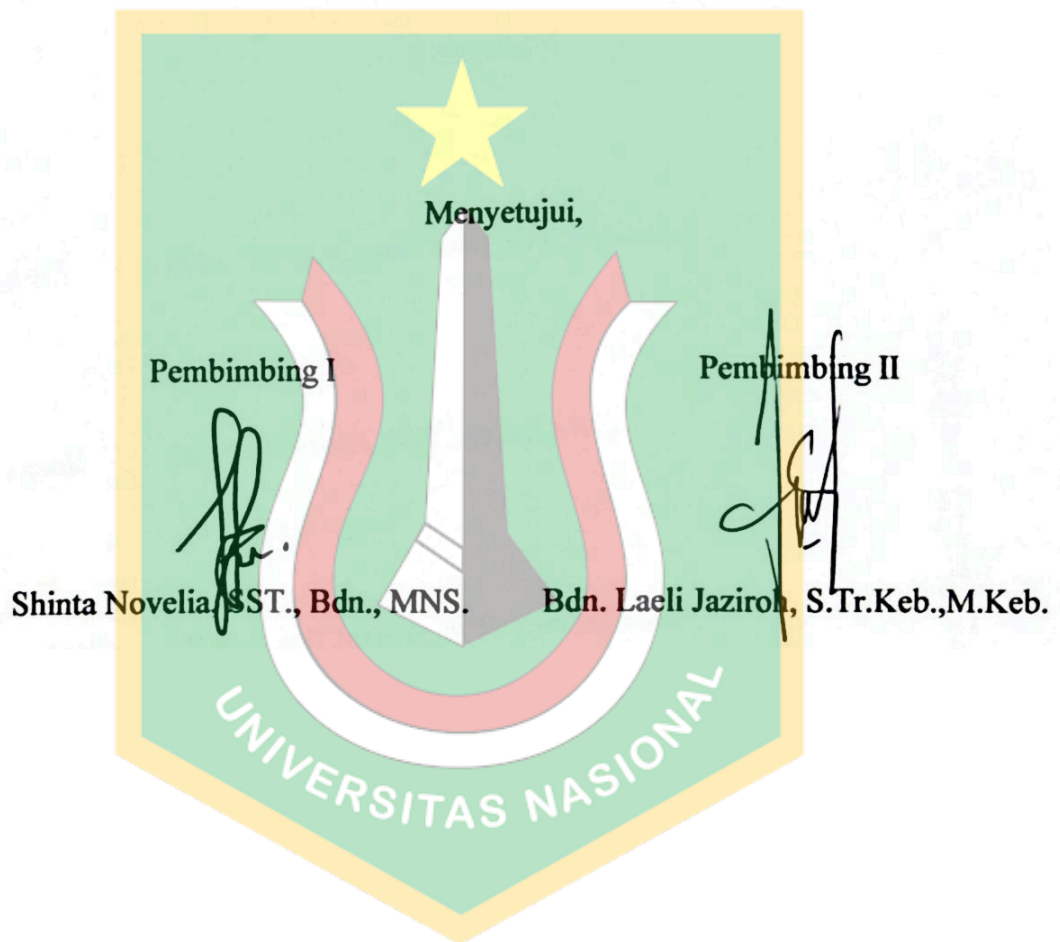 Menyetujui,
Pembimbing I Pembimbing II
Shinta Novelia, SST., Bdn., MNS. Bdn. Laeli Jaziroh, S.Tr.Keb.,M.Keb.
UNIVERSITAS NASIONAL